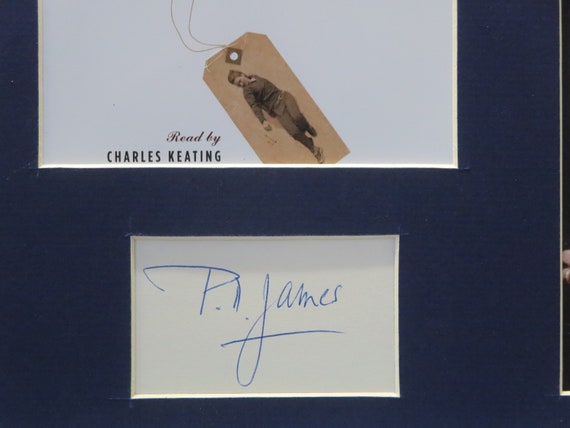 Read by
CHARLES KEATING
P.D. James